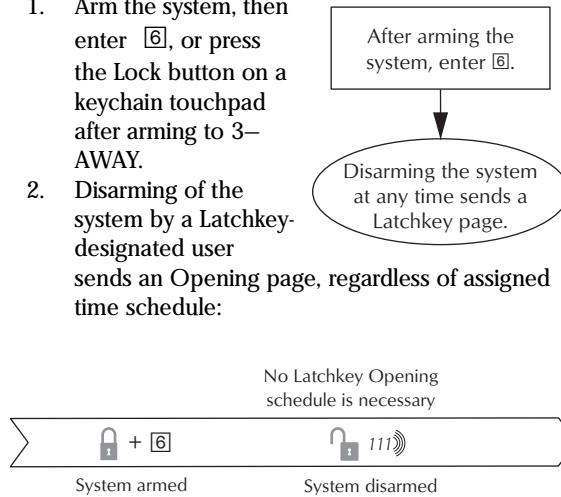 1. Arm the system, then
enter 6, or press
the Lock button on a
keychain touchpad
after arming to 3–
AWAY.
2. Disarming of the
system by a Latchkey-
designated user
sends an Opening page, regardless of assigned
time schedule:
After arming the
system, enter 6.
Disarming the system
at any time sends a
Latchkey page.
No Latchkey Opening
schedule is necessary
+ 6
111
System armed
System disarmed